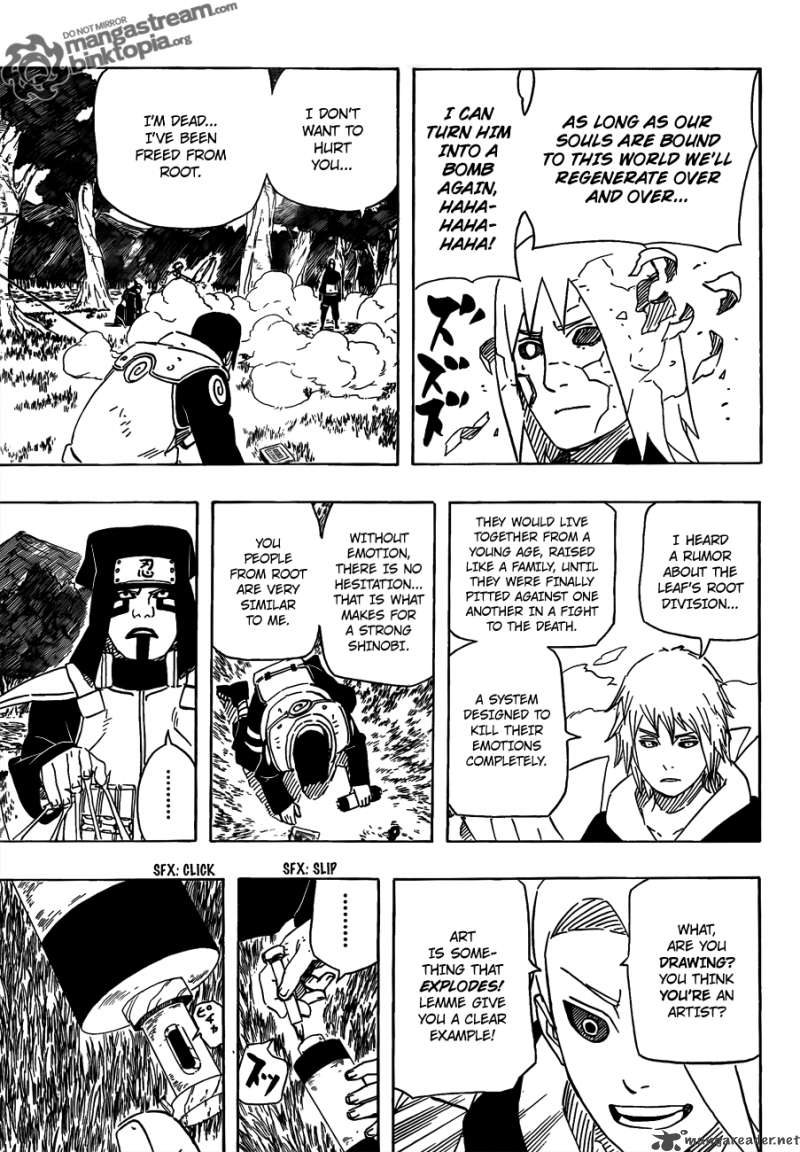 DO NOT MIRROR
mangastream.com
binktopia.org
AS LONG AS OUR
SOULS ARE BOUND
TO THIS WORLD WE'LL
REGENERATE OVER
AND OVER...
I CAN
TURN HIM
INTO A
BOMB
AGAIN,
HAHA-
HAHA-
HAHA!
ズズズ
I DON'T
WANT TO
HURT
YOU...
I'M DEAD...
I'VE BEEN
FREED FROM
ROOT.
I HEARD
A RUMOR
ABOUT THE
LEAF'S ROOT
DIVISION...
THEY WOULD LIVE
TOGETHER FROM A
YOUNG AGE, RAISED
LIKE A FAMILY, UNTIL
THEY WERE FINALLY
PITTED AGAINST ONE
ANOTHER IN A FIGHT
TO THE DEATH.
A SYSTEM
DESIGNED TO
KILL THEIR
EMOTIONS
COMPLETELY.
WITHOUT
EMOTION,
THERE IS NO
HESITATION...
THAT IS WHAT
MAKES FOR
A STRONG
SHINOBI.
YOU
PEOPLE
FROM ROOT
ARE VERY
SIMILAR
TO ME.
忍
........
WHAT,
ARE YOU
DRAWING?
YOU THINK
YOU'RE AN
ARTIST?
ART
IS SOME-
THING THAT
EXPLODES!
LEMME GIVE
YOU A CLEAR
EXAMPLE!
SFX: SLIP
........
ズッ
SFX: CLICK
mangareader.net